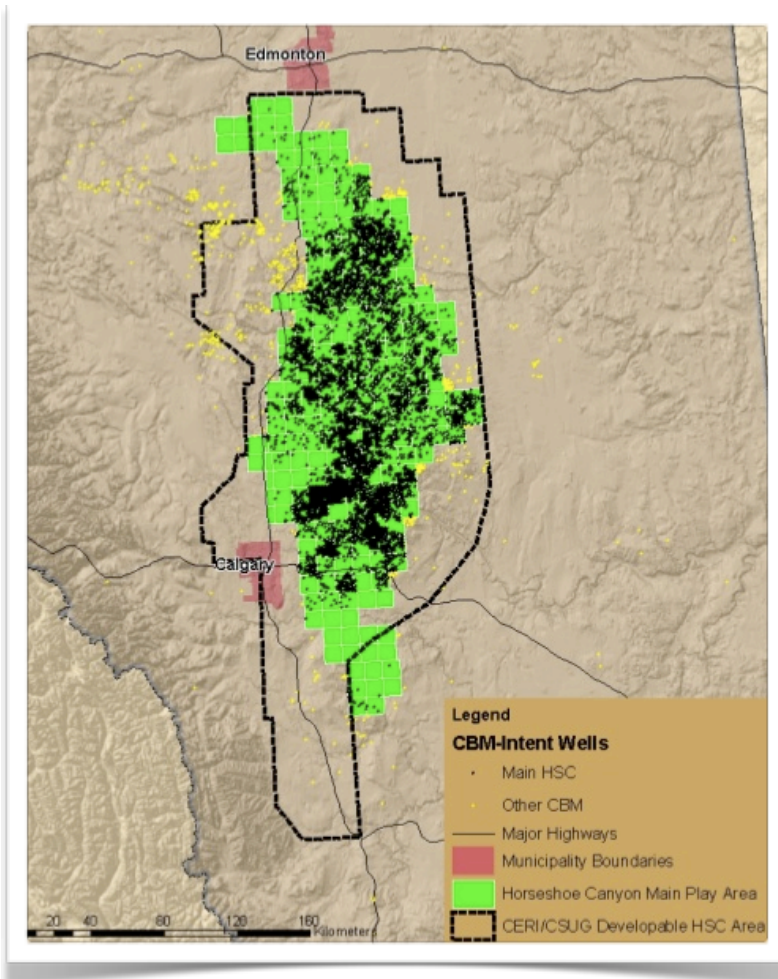 Edmonton
Calgary
Legend
CBM-Intent Wells
Main HSC
Other CBM
Major Highways
Municipality Boundaries
Horseshoe Canyon Main Play Area
CERI/CSUG Developable HSC Area
20 40 80 120 160
Kilometers